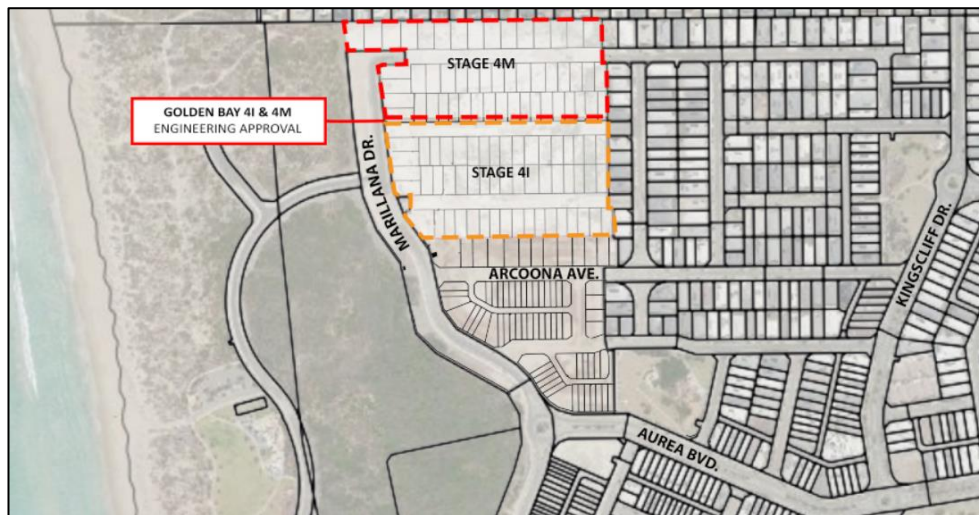 STAGE 4M
GOLDEN BAY 4I & 4M
ENGINEERING APPROVAL
STAGE 4I
MARILLANA DR.
ARCOONA AVE.
KINGSCLIFF DR.
AUREA BVD.